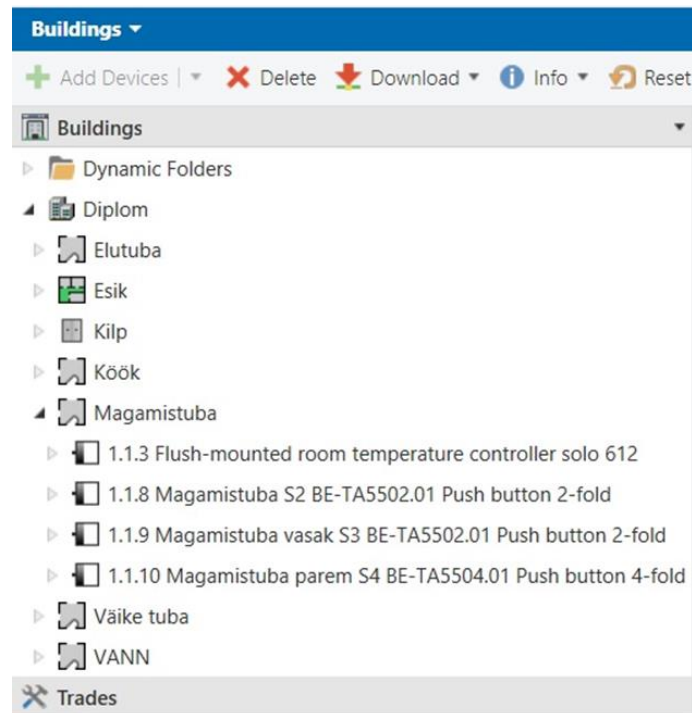 Buildings
Add Devices | Delete Download Info Reset
Buildings
Dynamic Folders
Diplom
Elutuba
Esik
Kilp
Köök
Magamistuba
1.1.3 Flush-mounted room temperature controller solo 612
1.1.8 Magamistuba S2 BE-TA5502.01 Push button 2-fold
1.1.9 Magamistuba vasak S3 BE-TA5502.01 Push button 2-fold
1.1.10 Magamistuba parem S4 BE-TA5504.01 Push button 4-fold
Väike tuba
VANN
Trades